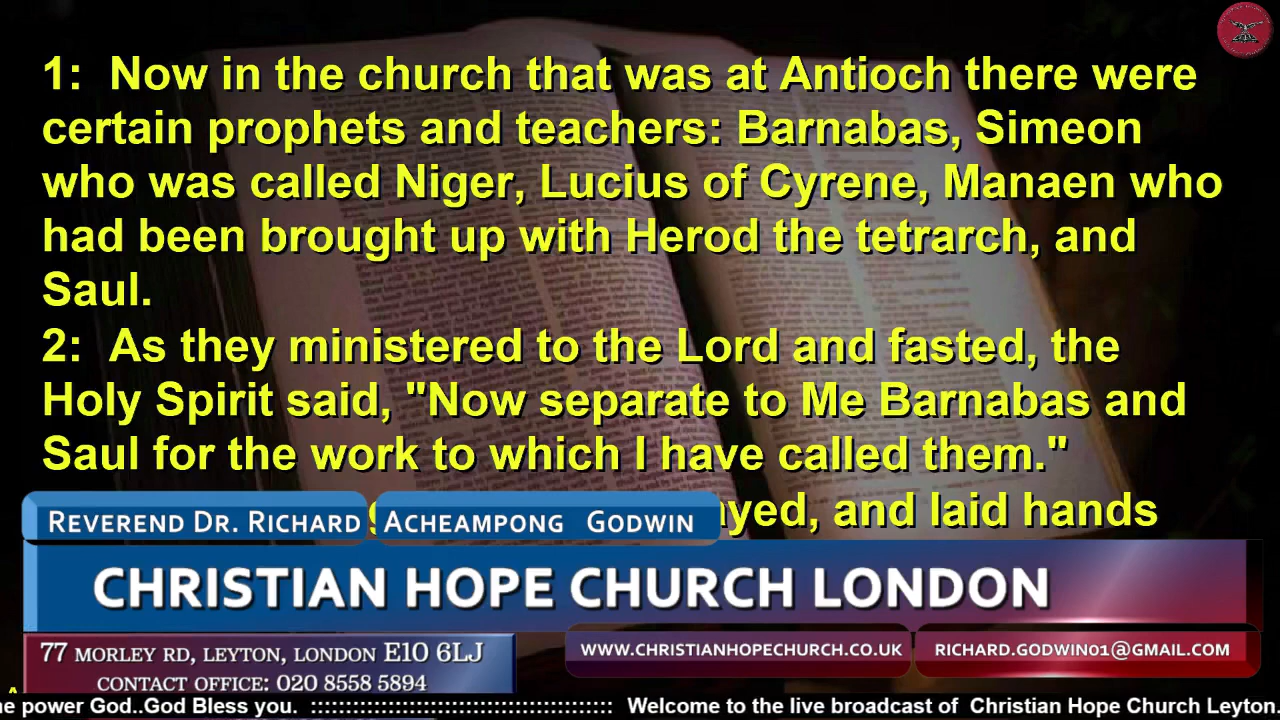 1: Now in the church that was at Antioch there were
certain prophets and teachers: Barnabas, Simeon
who was called Niger, Lucius of Cyrene, Manaen who
had been brought up with Herod the tetrarch, and
Saul.
2: As they ministered to the Lord and fasted, the
Holy Spirit said, "Now separate to Me Barnabas and
Saul for the work to which I have called them."
and laid hands
REVEREND DR. RICHARD ACHEAMPONG GODWIN
CHRISTIAN HOPE CHURCH LONDON
77 MORLEY RD, LEYTON, LONDON E10 6LJ
CONTACT OFFICE: 020 8558 5894
WWW.CHRISTIANHOPECHURCH.CO.UK
RICHARD.GODWIN01@GMAIL.COM
power God..God Bless you. :::::::::::::::::::::::::::::::::::::::::: Welcome to the live broadcast of Christian Hope Church Leyton.